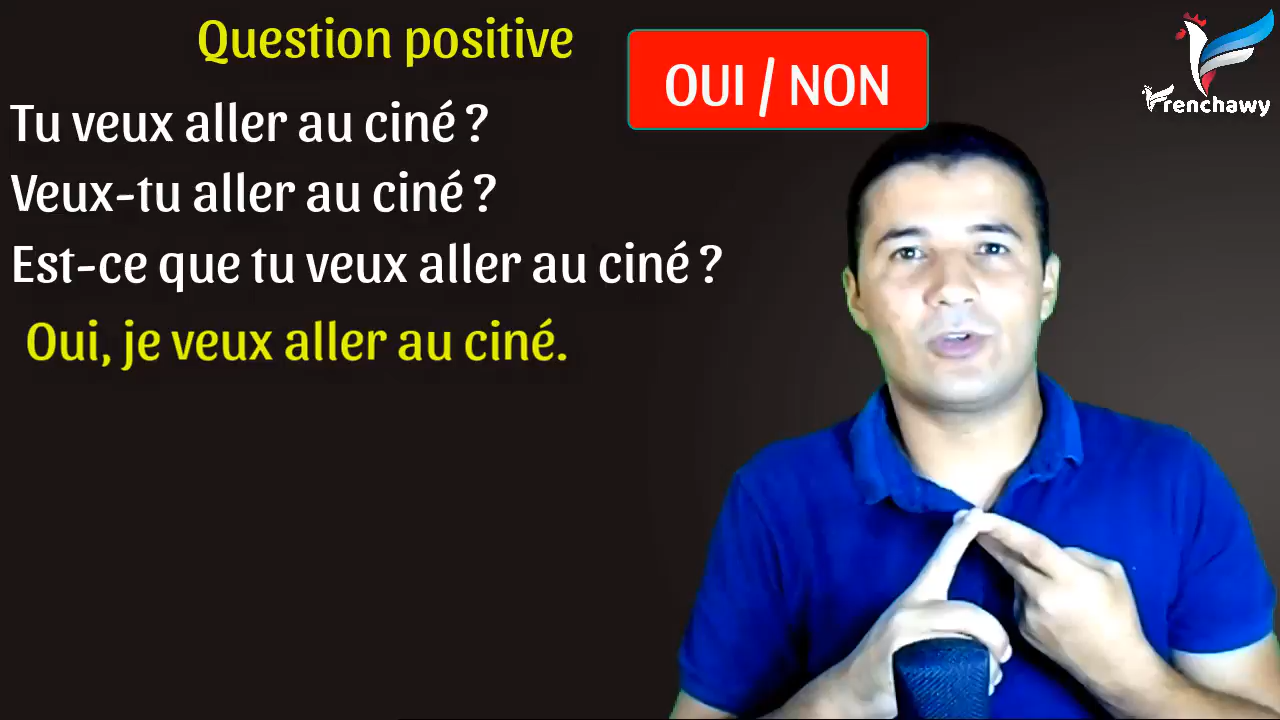 Question positive
OUI / NON
Frenchawy
Tu veux aller au ciné ?
Veux-tu aller au ciné ?
Est-ce que tu veux aller au ciné ?
Oui, je veux aller au ciné.